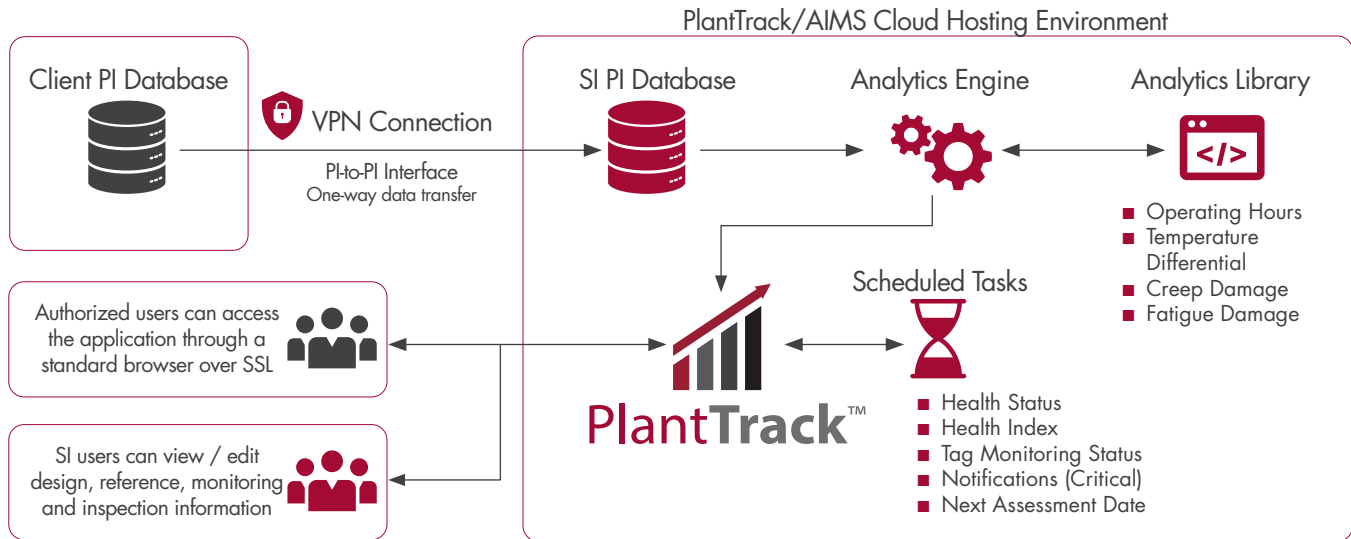 PlantTrack/AIMS Cloud Hosting Environment
Client PI Database
VPN Connection
PI-to-PI Interface
One-way data transfer
SI PI Database
Analytics Engine
Analytics Library
</>
Operating Hours
Temperature
Differential
Creep Damage
Fatigue Damage
Authorized users can access
the application through a
standard browser over SSL
SI users can view / edit
design, reference, monitoring
and inspection information
PlantTrack™
Scheduled Tasks
Health Status
Health Index
Tag Monitoring Status
Notifications (Critical)
Next Assessment Date